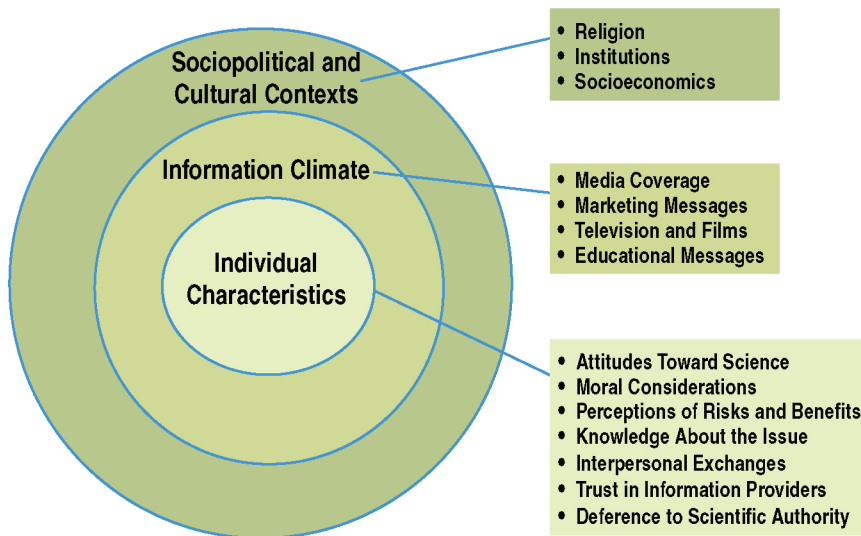 Sociopolitical and
Cultural Contexts
• Religion
• Institutions
• Socioeconomics
Information Climate
• Media Coverage
• Marketing Messages
• Television and Films
• Educational Messages
Individual
Characteristics
• Attitudes Toward Science
• Moral Considerations
• Perceptions of Risks and Benefits
• Knowledge About the Issue
• Interpersonal Exchanges
• Trust in Information Providers
• Deference to Scientific Authority